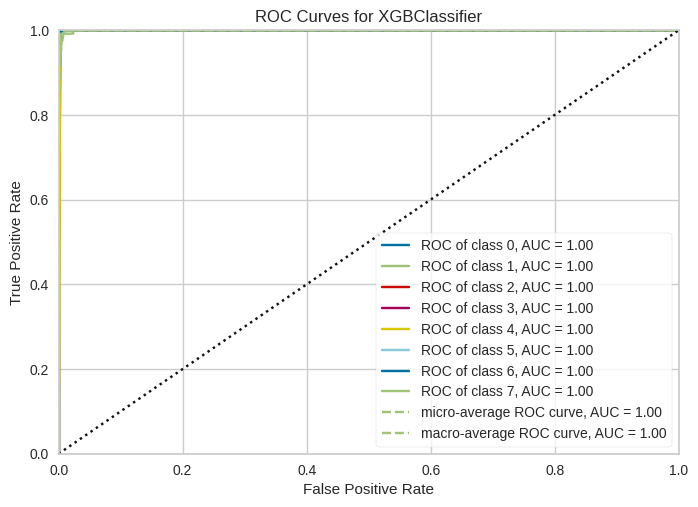 ROC Curves for XGBClassifier
True Positive Rate
1.0
0.8
0.6
0.4
0.2
0.0
ROC of class 0, AUC = 1.00
ROC of class 1, AUC = 1.00
ROC of class 2, AUC = 1.00
ROC of class 3, AUC = 1.00
ROC of class 4, AUC = 1.00
ROC of class 5, AUC = 1.00
ROC of class 6, AUC = 1.00
ROC of class 7, AUC = 1.00
micro-average ROC curve, AUC = 1.00
macro-average ROC curve, AUC = 1.00
0.0 0.2 0.4 0.6 0.8 1.0
False Positive Rate